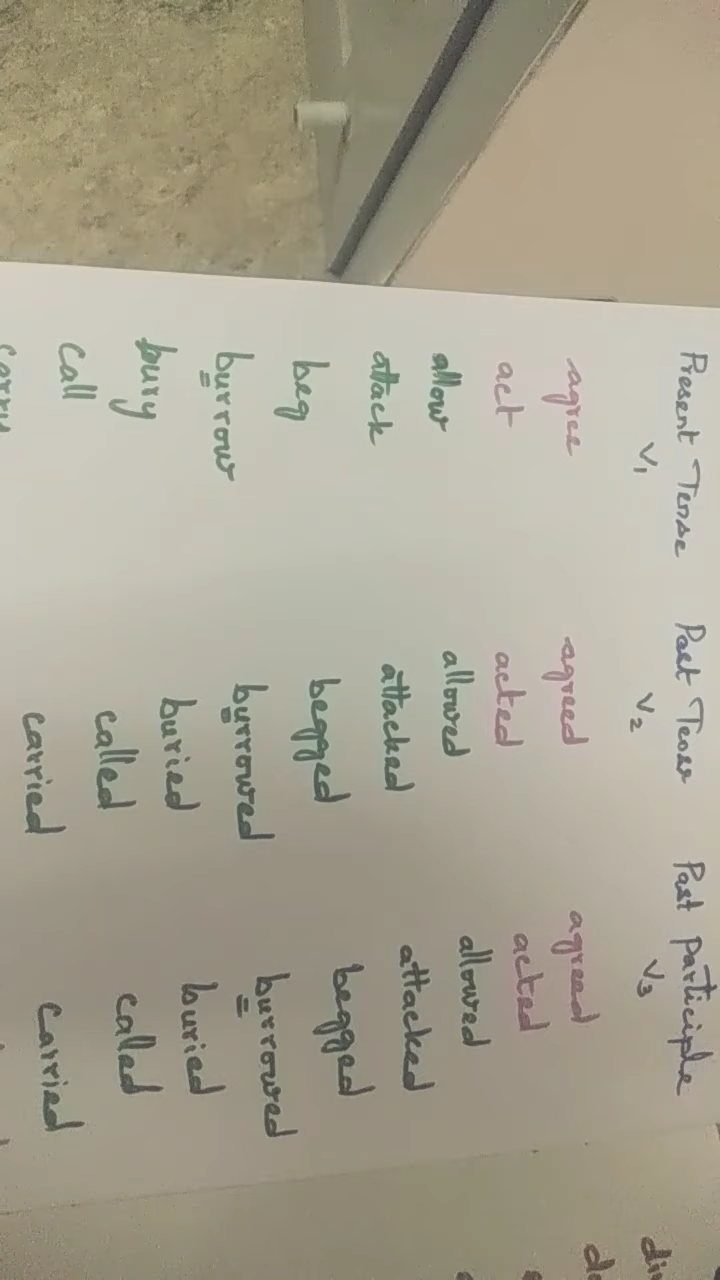 Present Tense Past Tense Past participle
V1 V2 V3
agree agreed agreed
act acted acted
allow allowed allowed
attack attacked attacked
beg begged begged
burrow burrowed burrowed
bury buried buried
call called called
carry carried carried